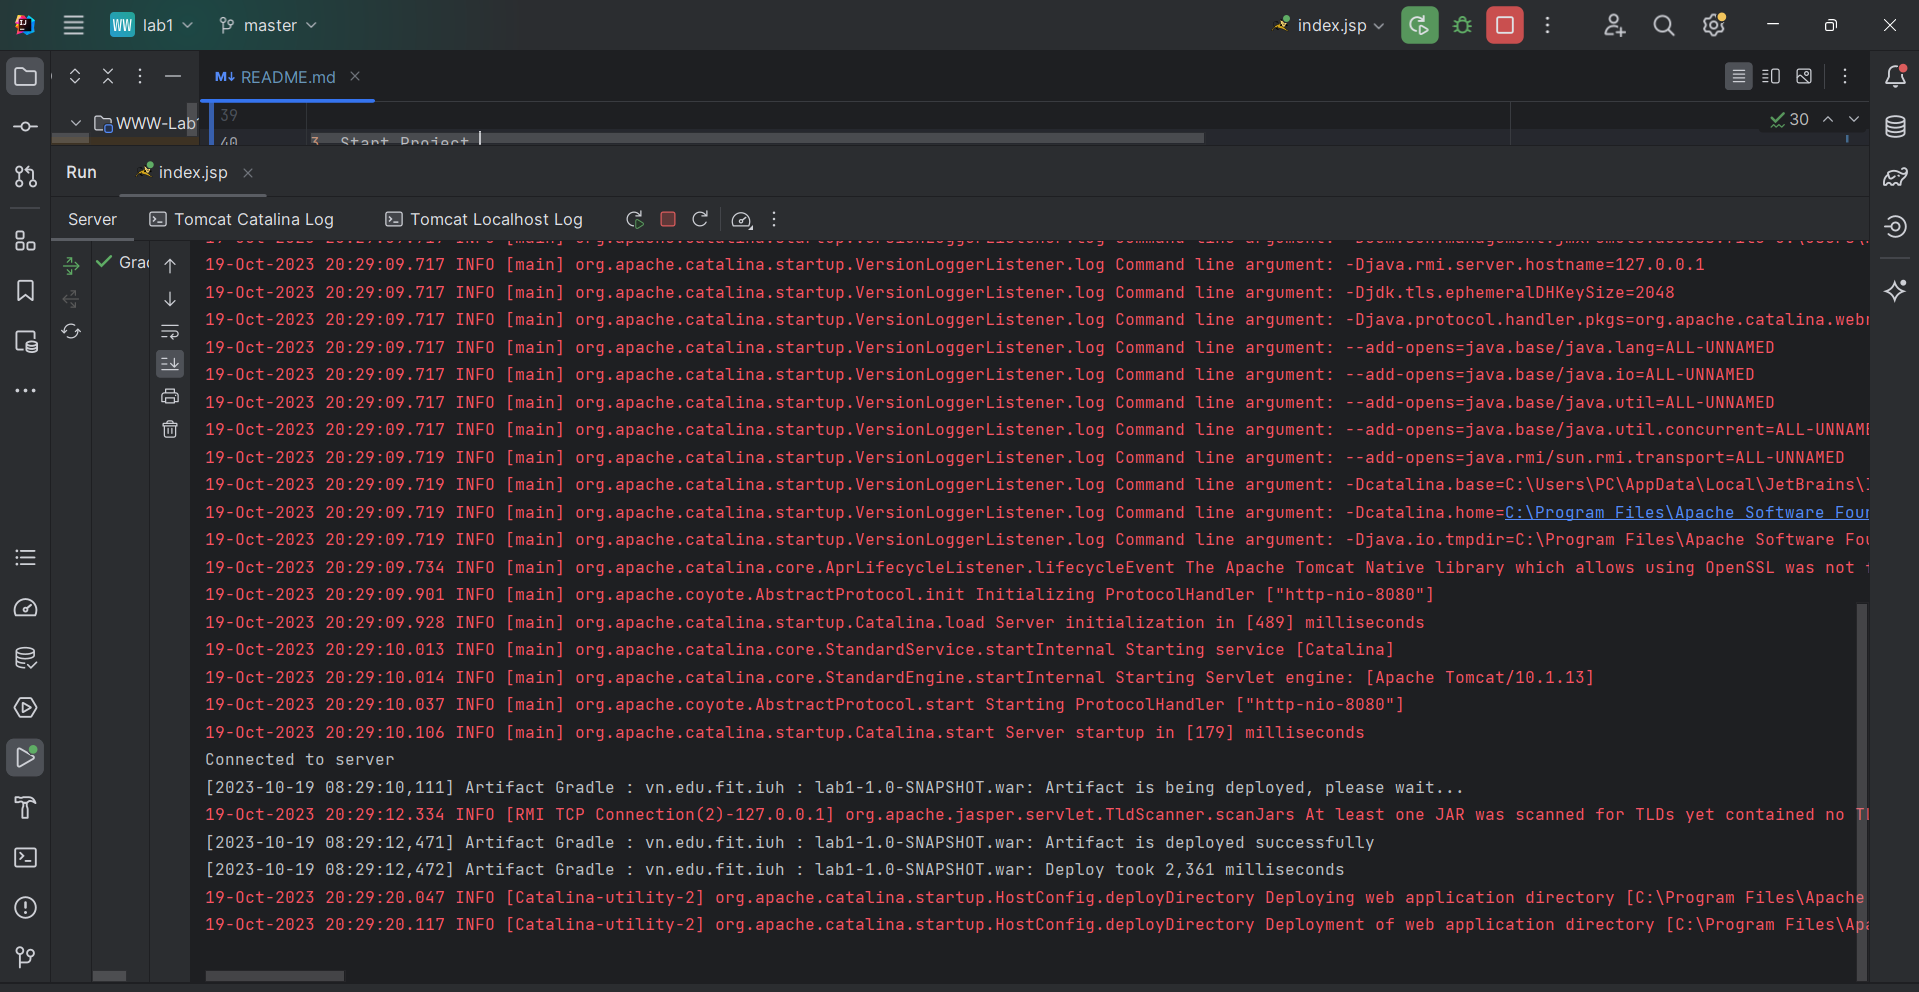 WW lab1 master index.jsp
M↓ README.md
WWW-Lab1
39
30
40 3. Start Project
Run index.jsp
Server Tomcat Catalina Log Tomcat Localhost Log
Grad
19-Oct-2023 20:29:09.717 INFO [main] org.apache.catalina.startup.VersionLoggerListener.log Command line argument: -Djava.rmi.server.hostname=127.0.0.1
19-Oct-2023 20:29:09.717 INFO [main] org.apache.catalina.startup.VersionLoggerListener.log Command line argument: -Djdk.tls.ephemeralDHKeySize=2048
19-Oct-2023 20:29:09.717 INFO [main] org.apache.catalina.startup.VersionLoggerListener.log Command line argument: -Djava.protocol.handler.pkgs=org.apache.catalina.webr
19-Oct-2023 20:29:09.717 INFO [main] org.apache.catalina.startup.VersionLoggerListener.log Command line argument: --add-opens=java.base/java.lang=ALL-UNNAMED
19-Oct-2023 20:29:09.717 INFO [main] org.apache.catalina.startup.VersionLoggerListener.log Command line argument: --add-opens=java.base/java.io=ALL-UNNAMED
19-Oct-2023 20:29:09.717 INFO [main] org.apache.catalina.startup.VersionLoggerListener.log Command line argument: --add-opens=java.base/java.util=ALL-UNNAMED
19-Oct-2023 20:29:09.717 INFO [main] org.apache.catalina.startup.VersionLoggerListener.log Command line argument: --add-opens=java.base/java.util.concurrent=ALL-UNNAME
19-Oct-2023 20:29:09.719 INFO [main] org.apache.catalina.startup.VersionLoggerListener.log Command line argument: --add-opens=java.rmi/sun.rmi.transport=ALL-UNNAMED
19-Oct-2023 20:29:09.719 INFO [main] org.apache.catalina.startup.VersionLoggerListener.log Command line argument: -Dcatalina.base=C:\Users\PC\AppData\Local\JetBrains\I
19-Oct-2023 20:29:09.719 INFO [main] org.apache.catalina.startup.VersionLoggerListener.log Command line argument: -Dcatalina.home=C:\Program Files\Apache Software Foun
19-Oct-2023 20:29:09.719 INFO [main] org.apache.catalina.startup.VersionLoggerListener.log Command line argument: -Djava.io.tmpdir=C:\Program Files\Apache Software Fou
19-Oct-2023 20:29:09.734 INFO [main] org.apache.catalina.core.AprLifecycleListener.lifecycleEvent The Apache Tomcat Native library which allows using OpenSSL was not f
19-Oct-2023 20:29:09.901 INFO [main] org.apache.coyote.AbstractProtocol.init Initializing ProtocolHandler ["http-nio-8080"]
19-Oct-2023 20:29:09.928 INFO [main] org.apache.catalina.startup.Catalina.load Server initialization in [489] milliseconds
19-Oct-2023 20:29:10.013 INFO [main] org.apache.catalina.core.StandardService.startInternal Starting service [Catalina]
19-Oct-2023 20:29:10.014 INFO [main] org.apache.catalina.core.StandardEngine.startInternal Starting Servlet engine: [Apache Tomcat/10.1.13]
19-Oct-2023 20:29:10.037 INFO [main] org.apache.coyote.AbstractProtocol.start Starting ProtocolHandler ["http-nio-8080"]
19-Oct-2023 20:29:10.106 INFO [main] org.apache.catalina.startup.Catalina.start Server startup in [179] milliseconds
Connected to server
[2023-10-19 08:29:10,111] Artifact Gradle : vn.edu.fit.iuh : lab1-1.0-SNAPSHOT.war: Artifact is being deployed, please wait...
19-Oct-2023 20:29:12.334 INFO [RMI TCP Connection(2)-127.0.0.1] org.apache.jasper.servlet.TldScanner.scanJars At least one JAR was scanned for TLDs yet contained no TL
[2023-10-19 08:29:12,471] Artifact Gradle : vn.edu.fit.iuh : lab1-1.0-SNAPSHOT.war: Artifact is deployed successfully
[2023-10-19 08:29:12,472] Artifact Gradle : vn.edu.fit.iuh : lab1-1.0-SNAPSHOT.war: Deploy took 2,361 milliseconds
19-Oct-2023 20:29:20.047 INFO [Catalina-utility-2] org.apache.catalina.startup.HostConfig.deployDirectory Deploying web application directory [C:\Program Files\Apache
19-Oct-2023 20:29:20.117 INFO [Catalina-utility-2] org.apache.catalina.startup.HostConfig.deployDirectory Deployment of web application directory [C:\Program Files\Apa